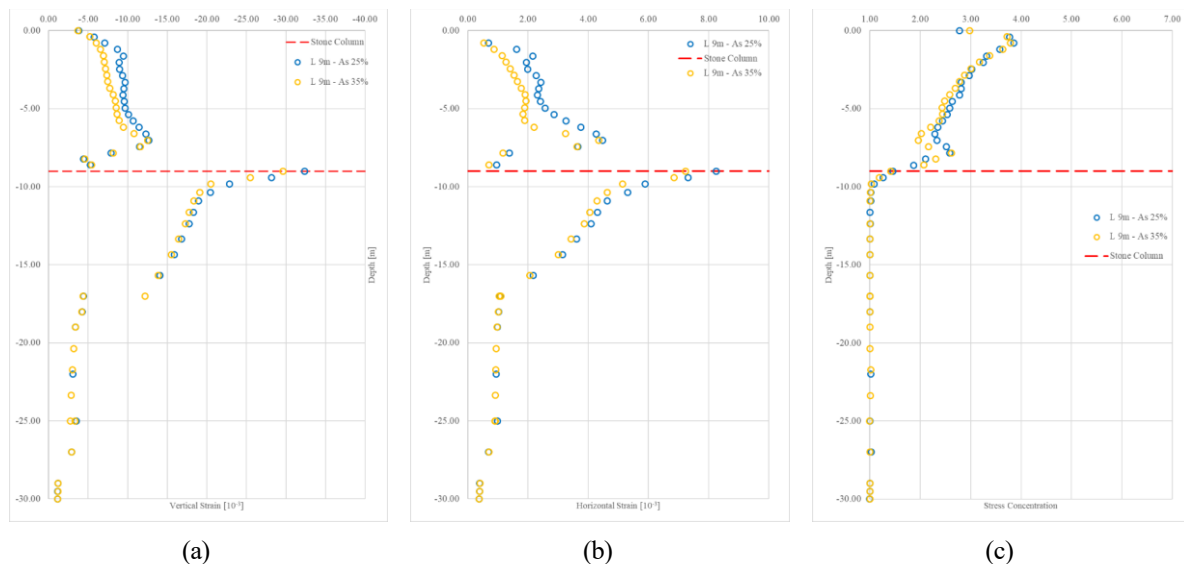 0.00 -5.00 -10.00 -15.00 -20.00 -25.00 -30.00 -35.00 -40.00
0.00
-5.00
-10.00
-15.00
-20.00
-25.00
-30.00
Stone Column
L 9m - As 25%
L 9m - As 35%
Depth [m]
Vertical Strain [10⁻³]
(a)
0.00 2.00 4.00 6.00 8.00 10.00
0.00
-5.00
-10.00
-15.00
-20.00
-25.00
-30.00
L 9m - As 25%
Stone Column
L 9m - As 35%
Depth [m]
Horizontal Strain [10⁻³]
(b)
1.00 2.00 3.00 4.00 5.00 6.00 7.00
0.00
-5.00
-10.00
-15.00
-20.00
-25.00
-30.00
L 9m - As 25%
L 9m - As 35%
Stone Column
Depth [m]
Stress Concentration
(c)